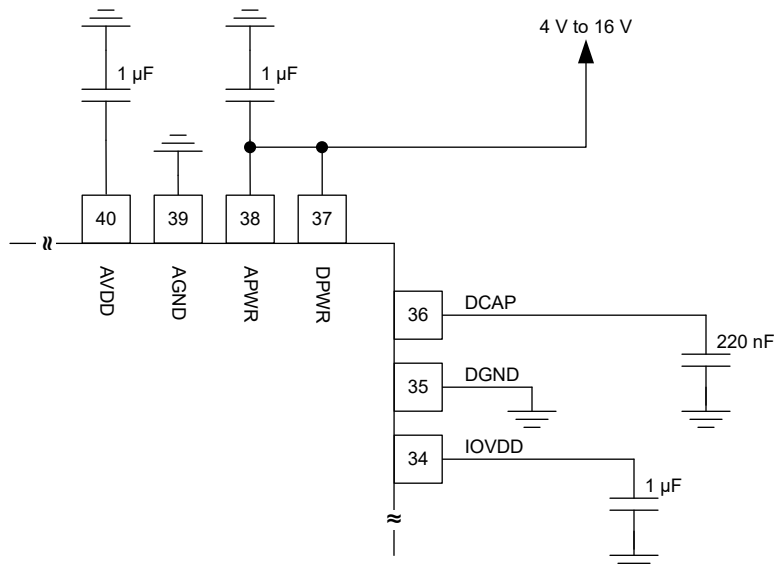 4 V to 16 V
1 µF
1 µF
40
39
38
37
AVDD
AGND
APWR
DPWR
36
DCAP
220 nF
35
DGND
34
IOVDD
1 µF